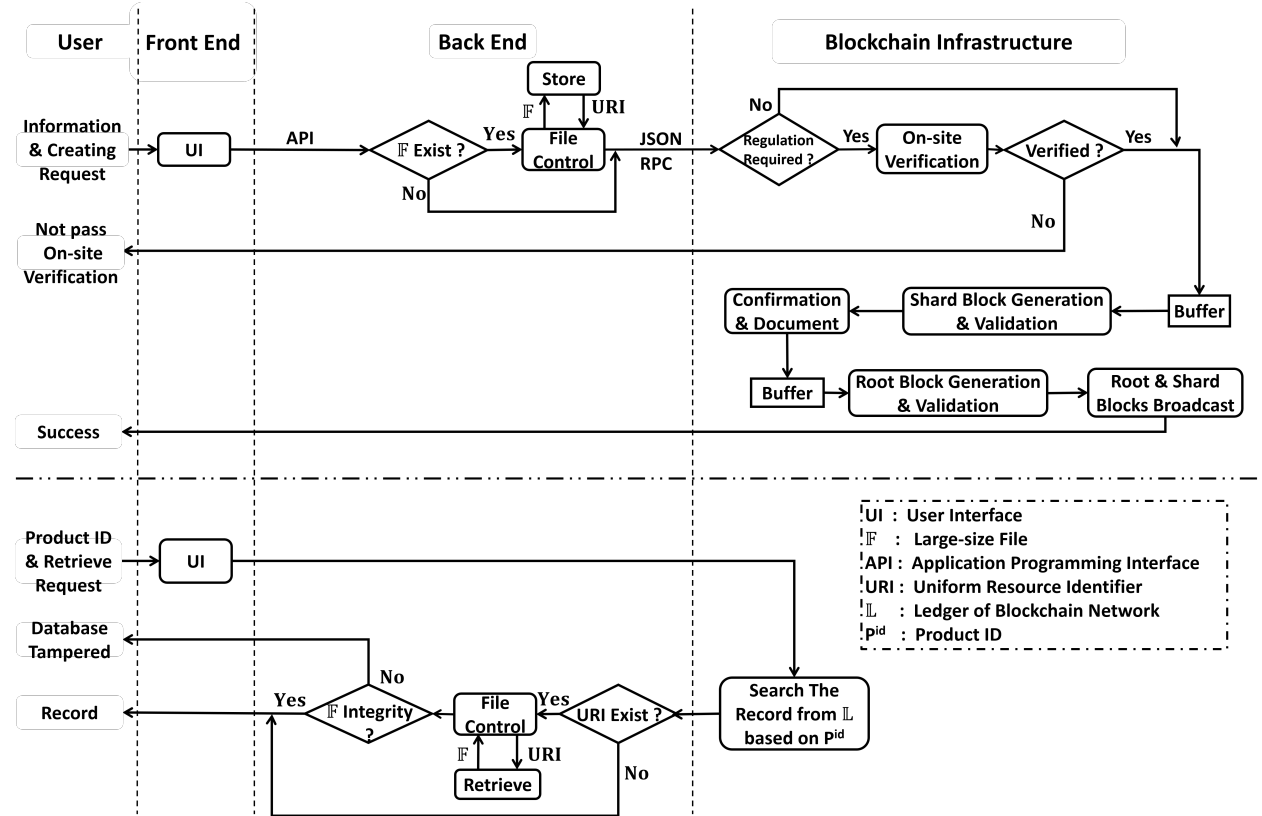 User
Front End
Back End
Blockchain Infrastructure
Store
𝔽
URI
Information
& Creating
Request
UI
API
𝔽 Exist ?
Yes
No
File
Control
JSON
RPC
No
Regulation
Required ?
Yes
On-site
Verification
Verified ?
Yes
No
Not pass
On-site
Verification
Confirmation
& Document
Shard Block Generation
& Validation
Buffer
Buffer
Root Block Generation
& Validation
Root & Shard
Blocks Broadcast
Success
Product ID
& Retrieve
Request
UI
UI : User Interface
𝔽 : Large-size File
API : Application Programming Interface
URI : Uniform Resource Identifier
𝕃 : Ledger of Blockchain Network
Pid : Product ID
Database
Tampered
No
Record
Yes
𝔽 Integrity
?
File
Control
Yes
URI Exist ?
Search The
Record from 𝕃
based on Pid
𝔽
URI
No
Retrieve